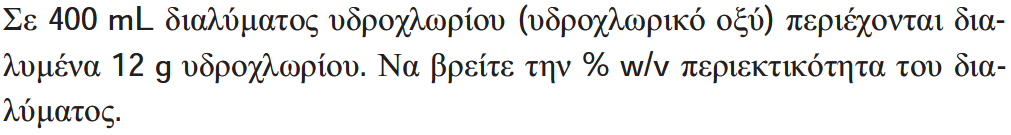 Σε 400 mL διαλύματος υδροχλωρίου (υδροχλωρικό οξύ) περιέχονται δια-
λυμένα 12 g υδροχλωρίου. Να βρείτε την % w/v περιεκτικότητα του δια-
λύματος.